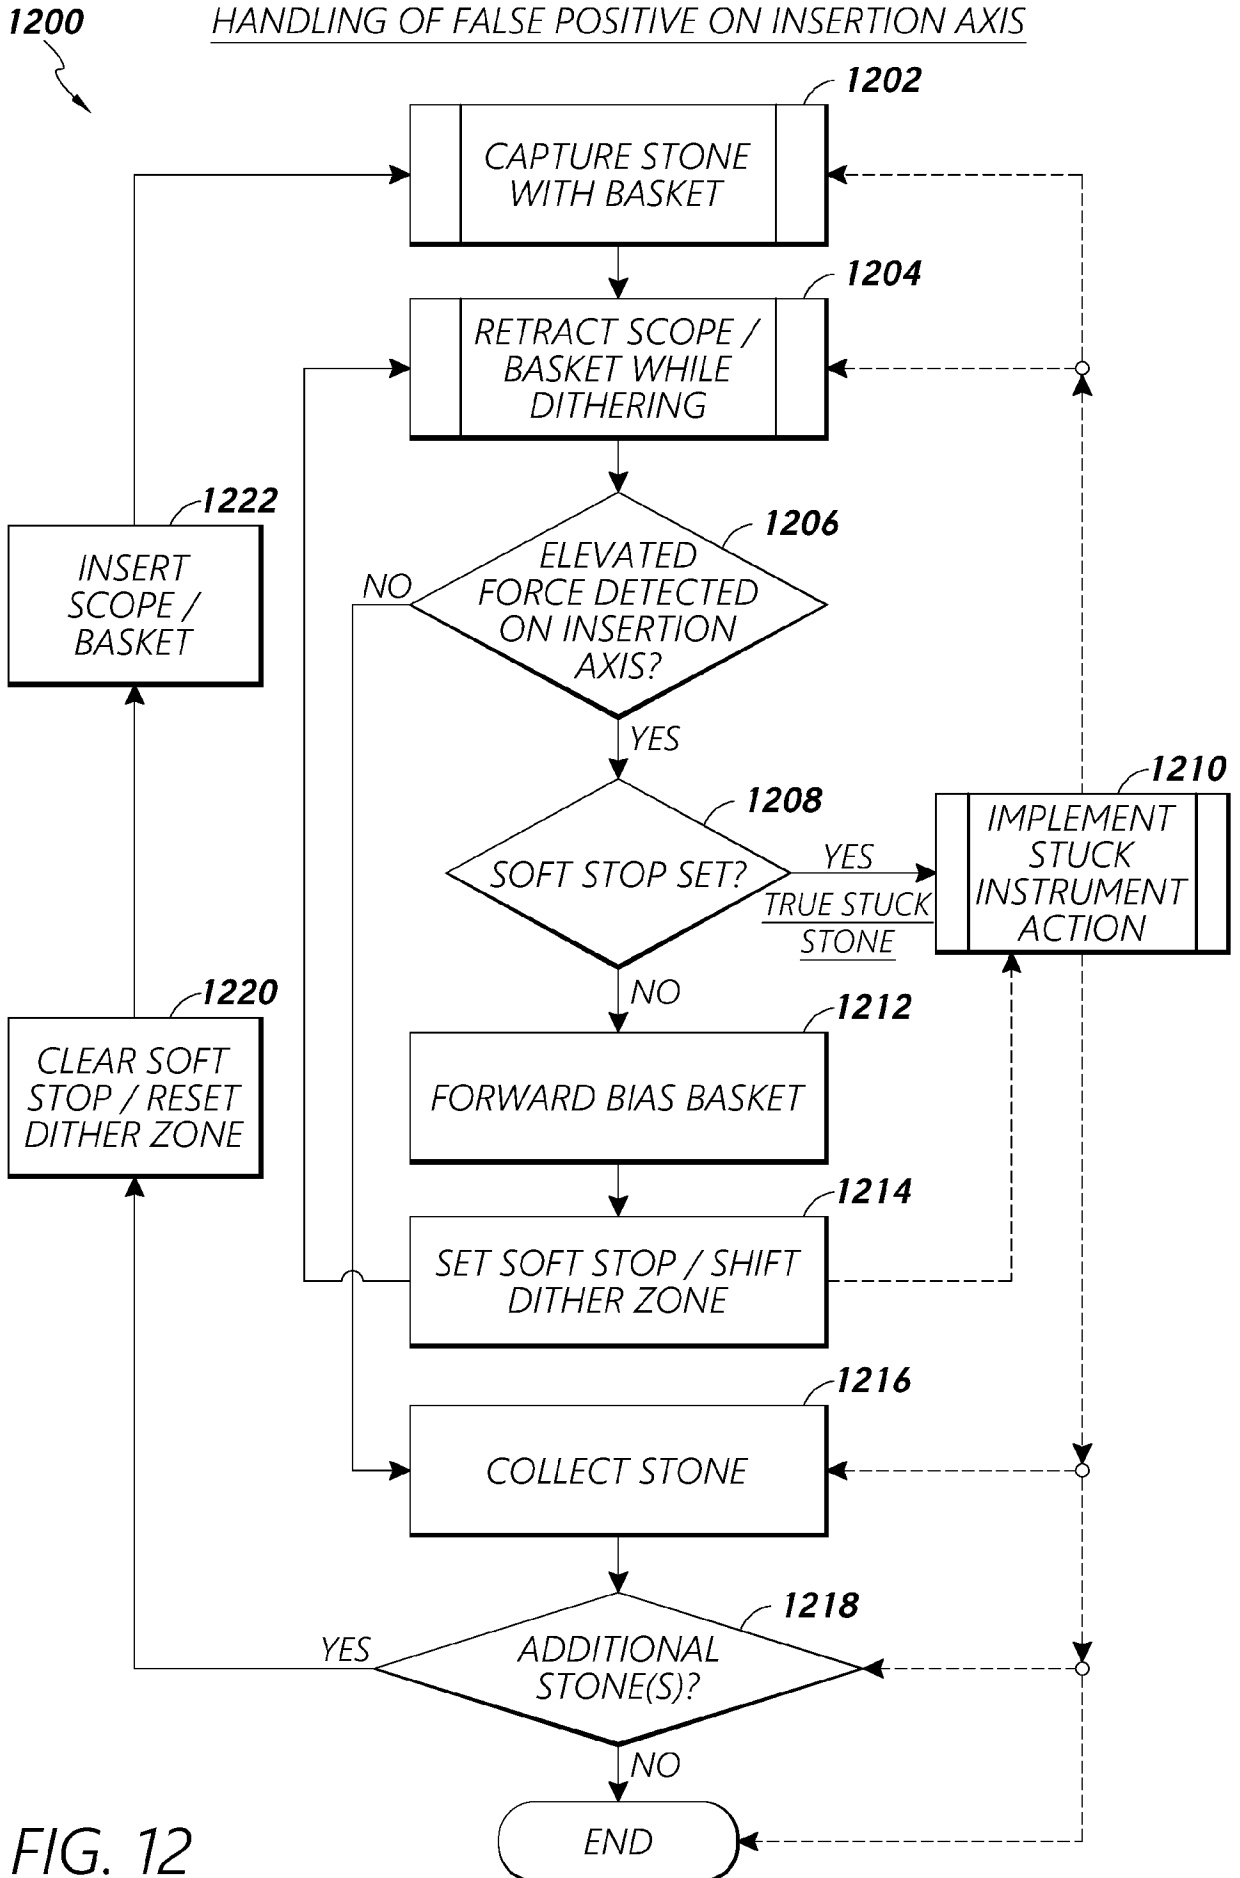 1200
HANDLING OF FALSE POSITIVE ON INSERTION AXIS
1202
CAPTURE STONE
WITH BASKET
1204
RETRACT SCOPE /
BASKET WHILE
DITHERING
1206
ELEVATED
FORCE DETECTED
ON INSERTION
AXIS?
NO
YES
1222
INSERT
SCOPE /
BASKET
1208
SOFT STOP SET?
YES
TRUE STUCK
STONE
NO
1210
IMPLEMENT
STUCK
INSTRUMENT
ACTION
1212
FORWARD BIAS BASKET
1220
CLEAR SOFT
STOP / RESET
DITHER ZONE
1214
SET SOFT STOP / SHIFT
DITHER ZONE
1216
COLLECT STONE
1218
ADDITIONAL
STONE(S)?
YES
NO
END
FIG. 12